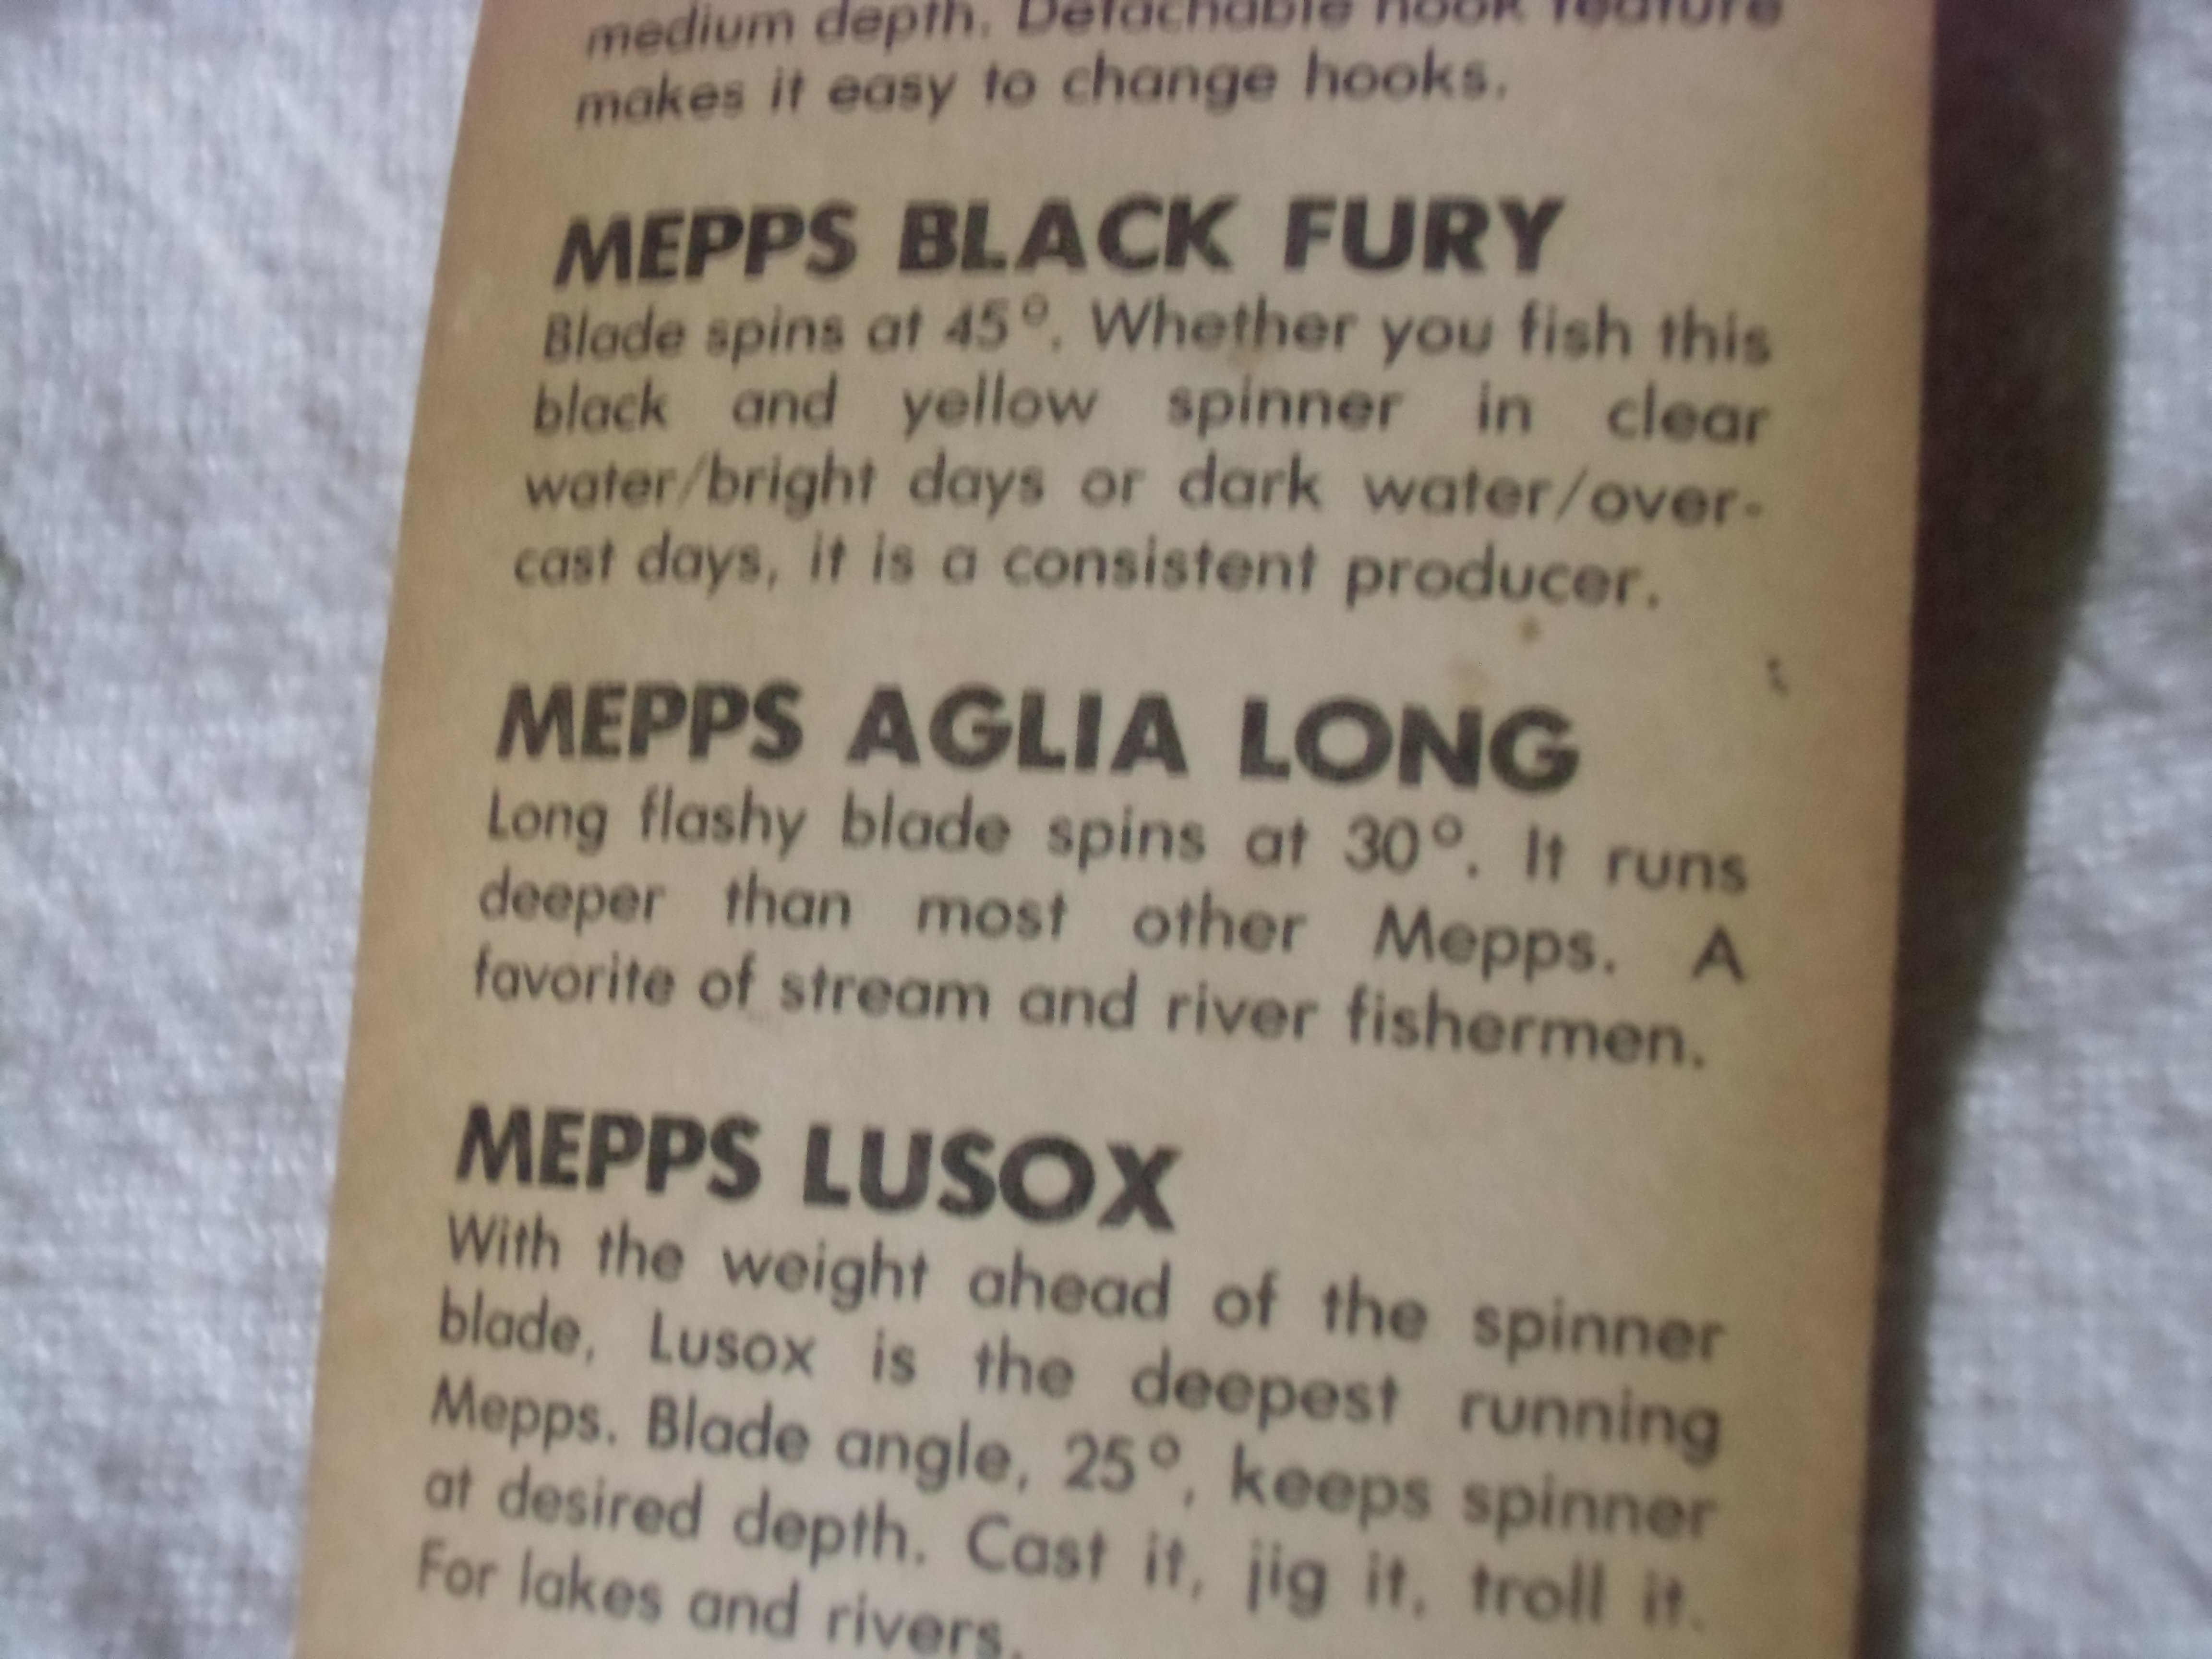 medium depth. Detachable hook feature
makes it easy to change hooks.
MEPPS BLACK FURY
Blade spins at 45°. Whether you fish this
black and yellow spinner in clear
water/bright days or dark water/over-
cast days, it is a consistent producer.
MEPPS AGLIA LONG
Long flashy blade spins at 30°. It runs
deeper than most other Mepps. A
favorite of stream and river fishermen.
MEPPS LUSOX
With the weight ahead of the spinner
blade, Lusox is the deepest running
Mepps. Blade angle, 25°, keeps spinner
at desired depth. Cast it, jig it, troll it.
For lakes and rivers.